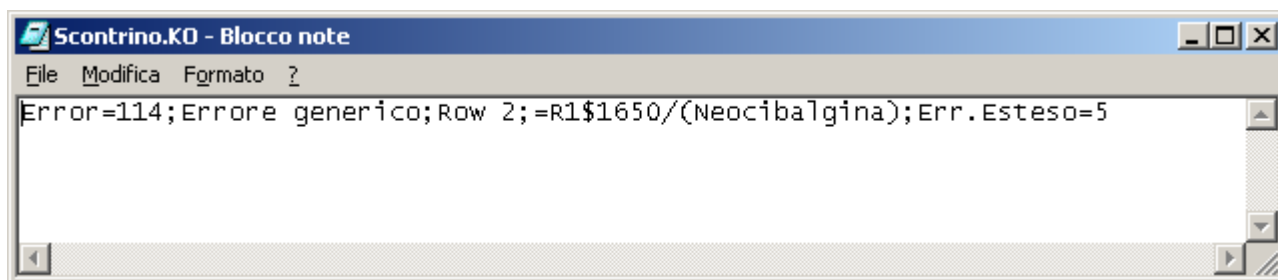 Scontrino.KO - Blocco note
File Modifica Formato ?
Error=114;Errore generico;Row 2;=R1$1650/(Neocibalgina);Err.Esteso=5